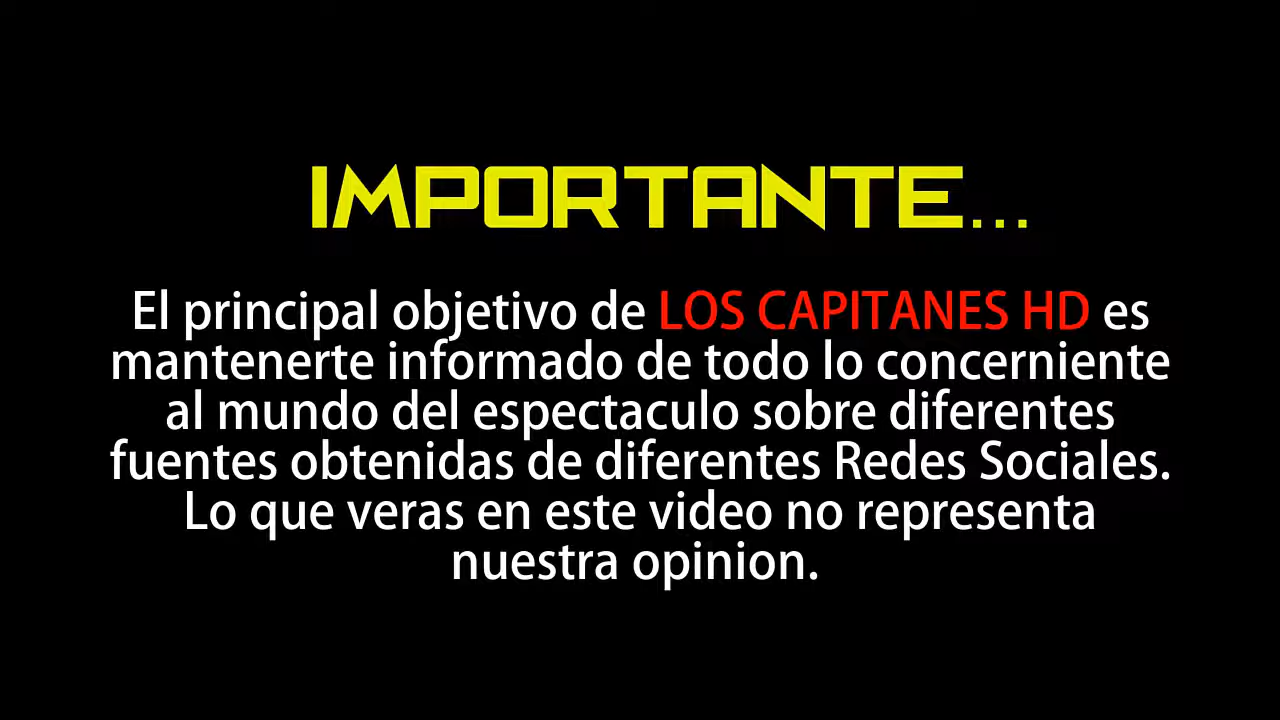 IMPORTANTE...
El principal objetivo de LOS CAPITANES HD es
mantenerte informado de todo lo concerniente
al mundo del espectaculo sobre diferentes
fuentes obtenidas de diferentes Redes Sociales.
Lo que veras en este video no representa
nuestra opinion.